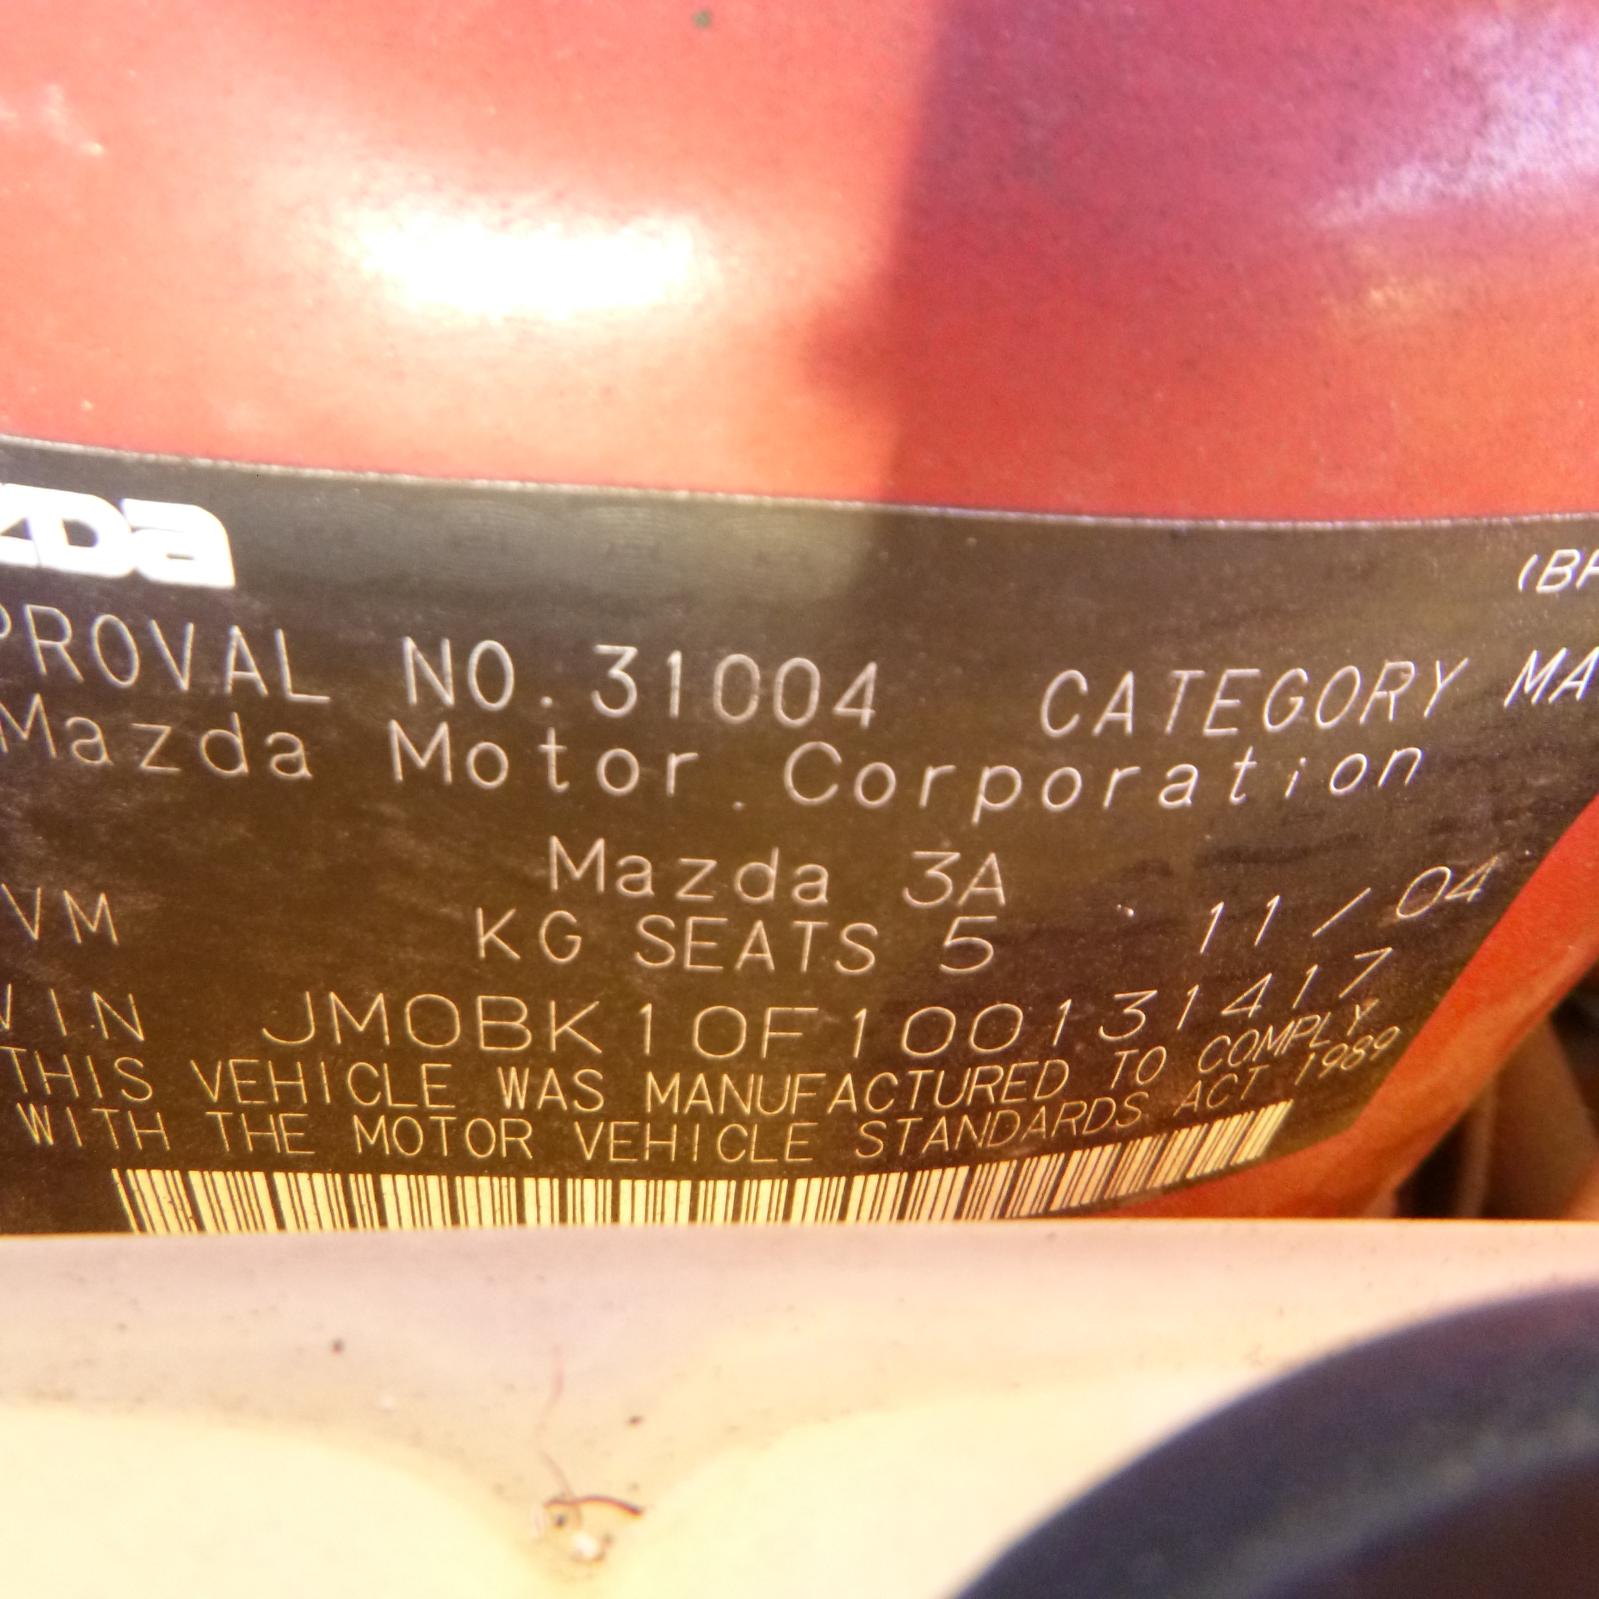 zDa
(BF
PROVAL NO. 31004 CATEGORY MA
Mazda Motor Corporation
Mazda 3A
VM KG SEATS 5 11/04
VIN JM0BK10F100131417
THIS VEHICLE WAS MANUFACTURED TO COMPLY
WITH THE MOTOR VEHICLE STANDARDS ACT 1989